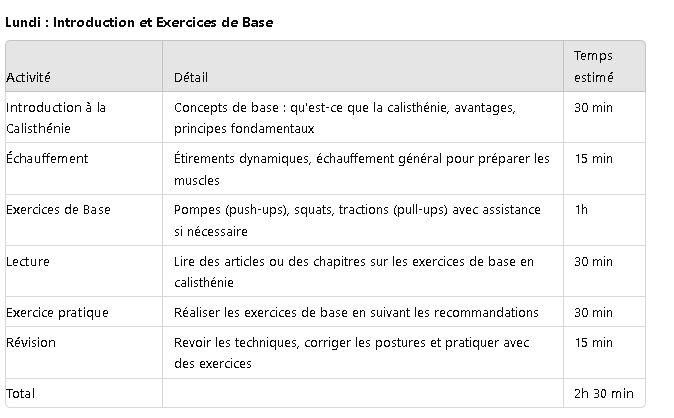 Lundi : Introduction et Exercices de Base
Temps
Activité Détail estimé
Introduction à la Concepts de base : qu'est-ce que la calisthénie, avantages, 30 min
Calisthénie principes fondamentaux
Échauffement Étirements dynamiques, échauffement général pour préparer les 15 min
muscles
Exercices de Base Pompes (push-ups), squats, tractions (pull-ups) avec assistance 1h
si nécessaire
Lecture Lire des articles ou des chapitres sur les exercices de base en 30 min
calisthénie
Exercice pratique Réaliser les exercices de base en suivant les recommandations 30 min
Révision Revoir les techniques, corriger les postures et pratiquer avec 15 min
des exercices
Total 2h 30 min